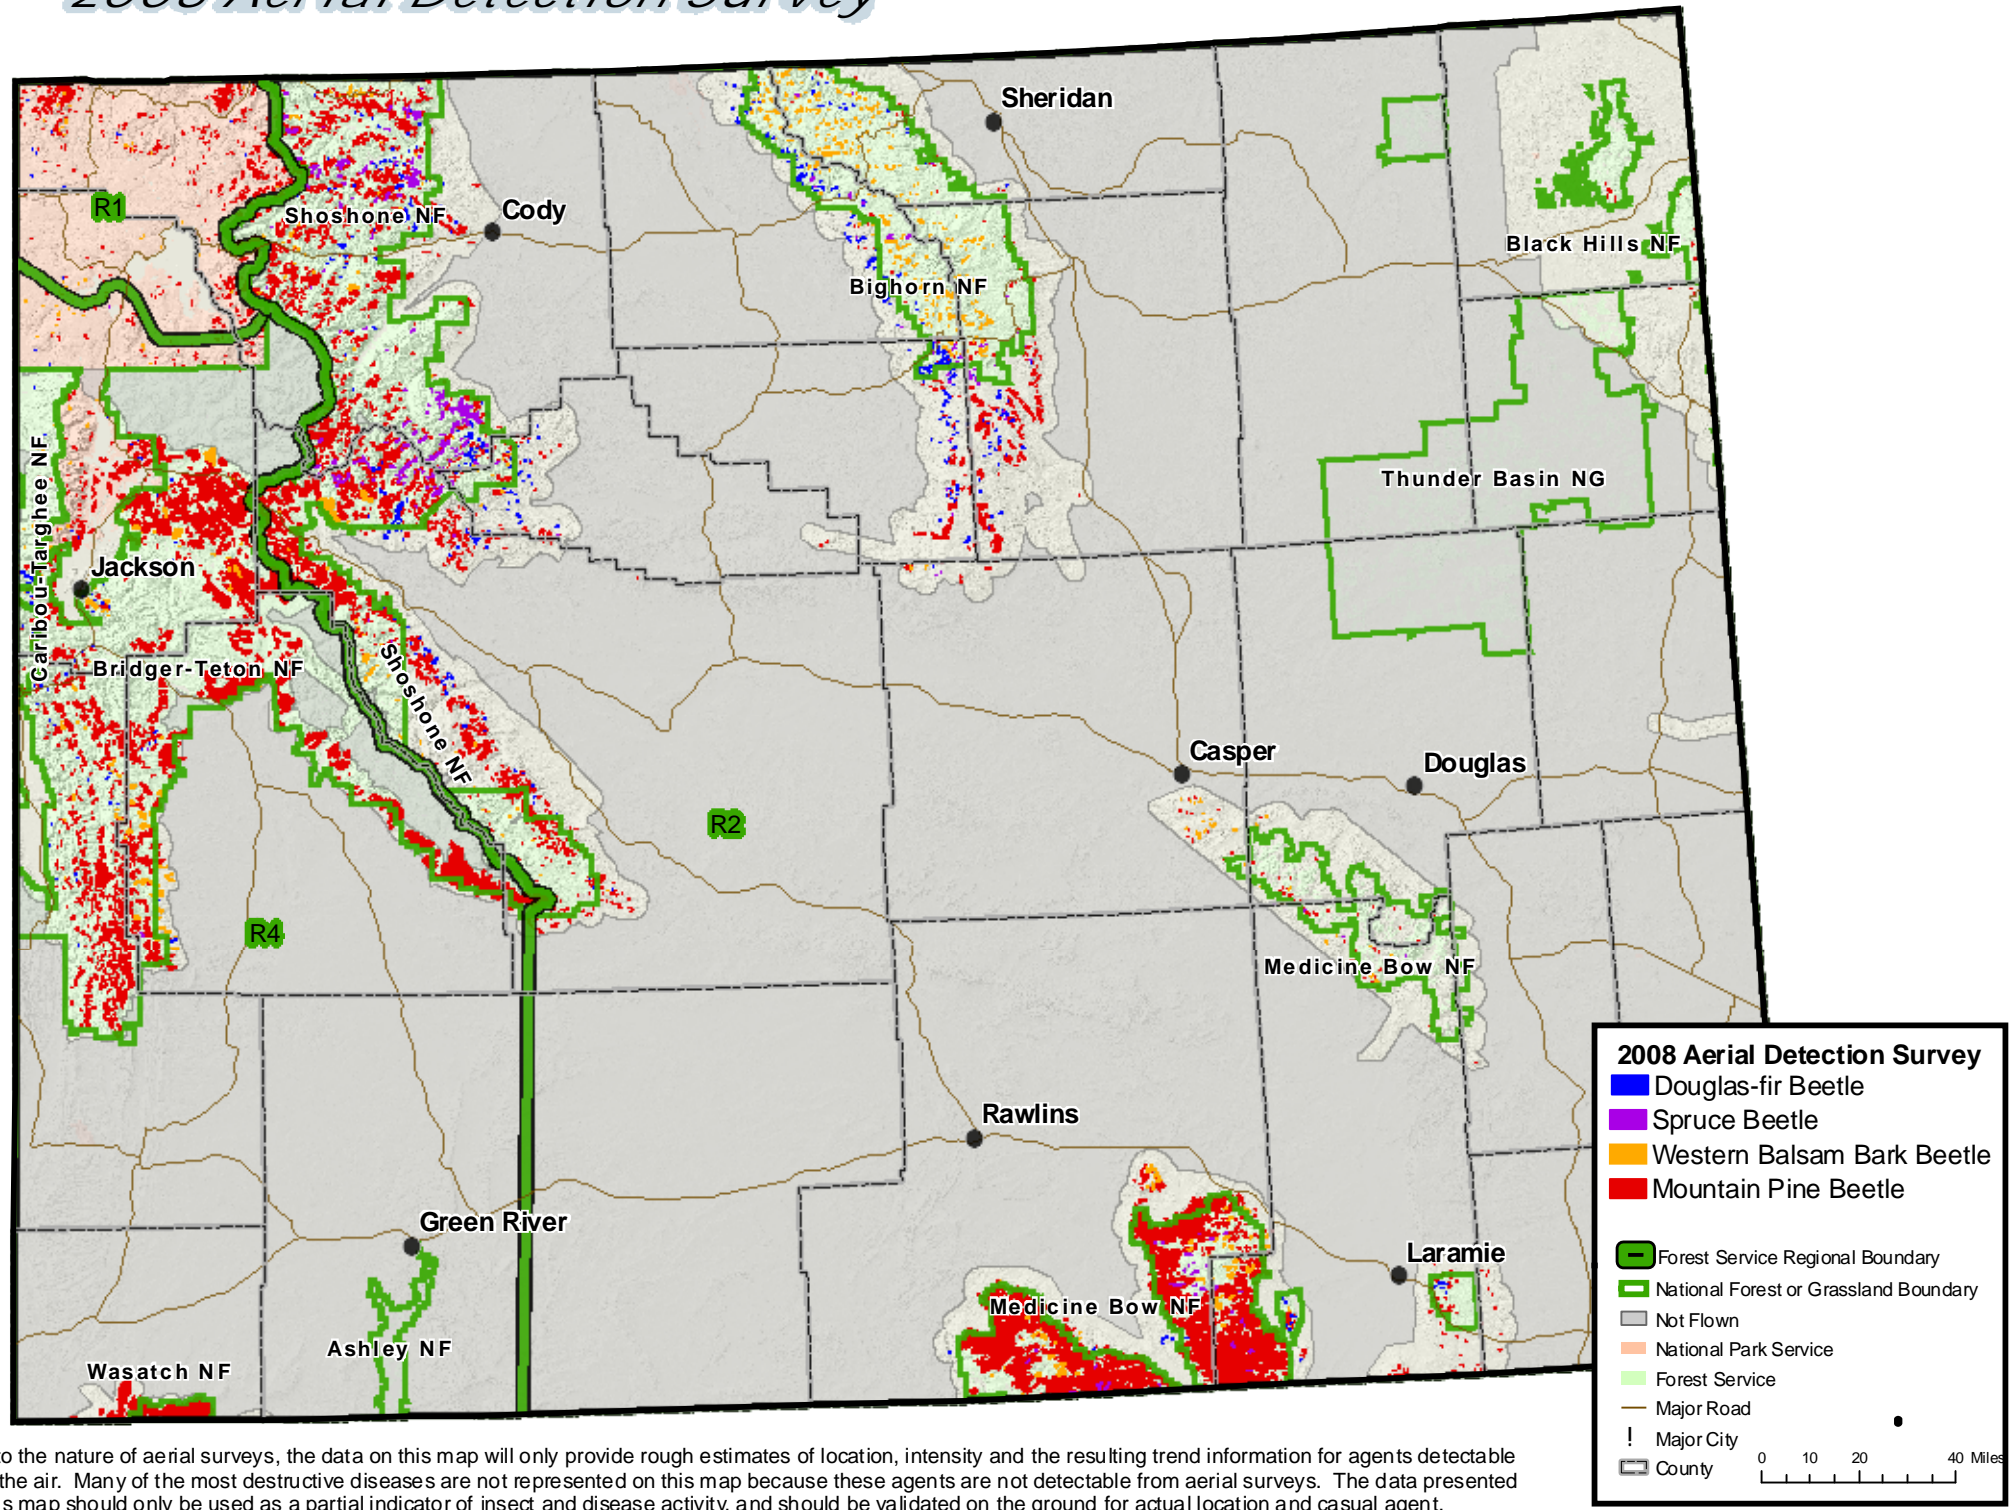 2008 Aerial Detection Survey
Sheridan
R1
Shoshone NF
Cody
Black Hills NF
Bighorn NF
Thunder Basin NG
Caribou-Targhee NF
Jackson
Bridger-Teton NF
Shoshone NF
Casper
Douglas
R2
R4
Medicine Bow NF
Rawlins
Green River
Laramie
Medicine Bow NF
Ashley NF
Wasatch NF
2008 Aerial Detection Survey
Douglas-fir Beetle
Spruce Beetle
Western Balsam Bark Beetle
Mountain Pine Beetle
Forest Service Regional Boundary
National Forest or Grassland Boundary
Not Flown
National Park Service
Forest Service
Major Road
Major City
County
0 10 20 40 Miles
to the nature of aerial surveys, the data on this map will only provide rough estimates of location, intensity and the resulting trend information for agents detectable
the air. Many of the most destructive diseases are not represented on this map because these agents are not detectable from aerial surveys. The data presented
s map should only be used as a partial indicator of insect and disease activity, and should be validated on the ground for actual location and casual agent.